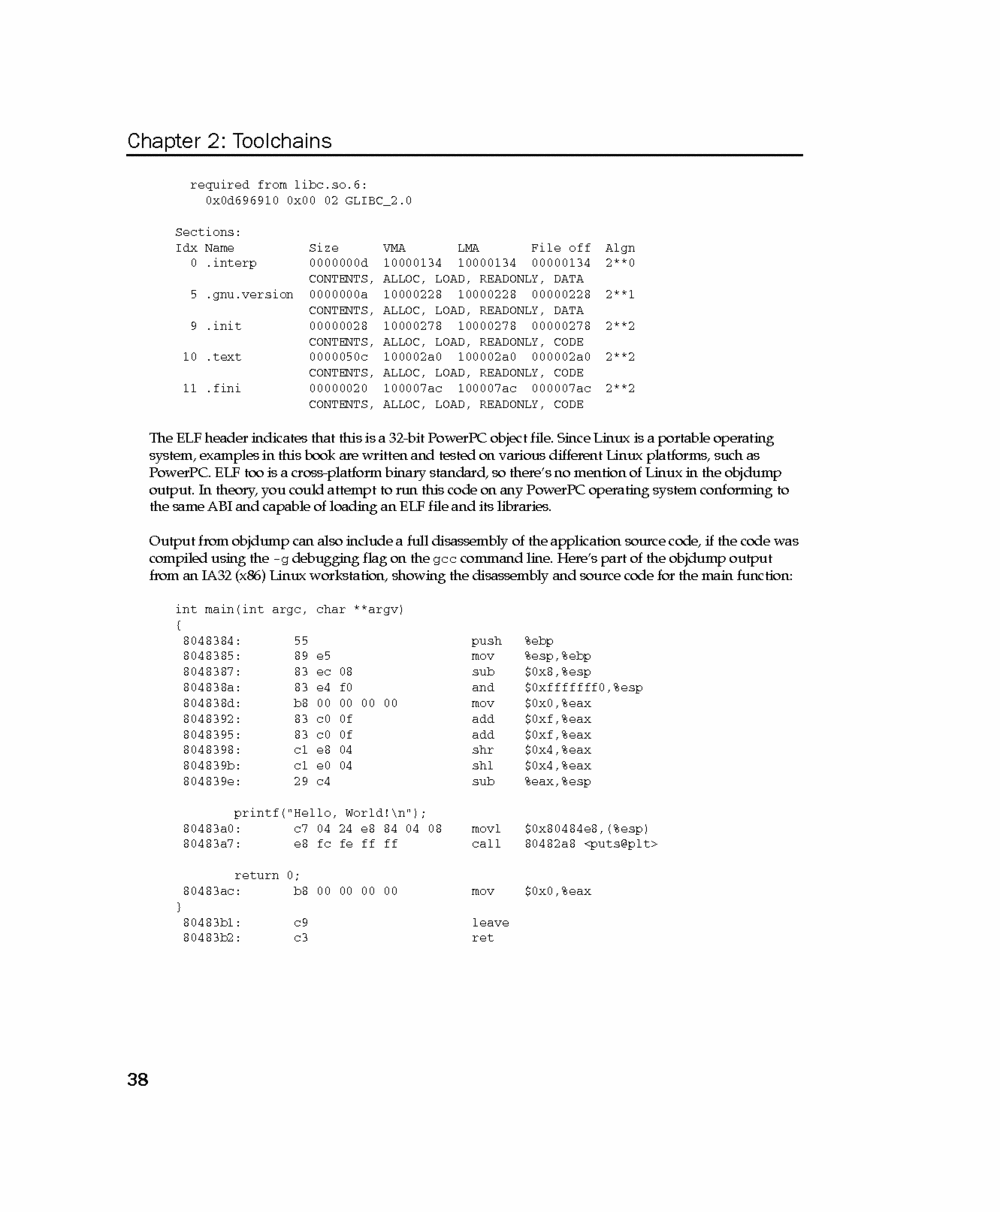 Chapter 2: Toolchains
required from libc.so.6:
0x0d696910 0x00 02 GLIBC_2.0
Sections:
Idx Name          Size      VMA       LMA       File off  Algn
0 .interp       0000000d  10000134  10000134  00000134  2**0
CONTENTS, ALLOC, LOAD, READONLY, DATA
5 .gnu.version  0000000a  10000228  10000228  00000228  2**1
CONTENTS, ALLOC, LOAD, READONLY, DATA
9 .init         00000028  10000278  10000278  00000278  2**2
CONTENTS, ALLOC, LOAD, READONLY, CODE
10 .text         0000050c  100002a0  100002a0  000002a0  2**2
CONTENTS, ALLOC, LOAD, READONLY, CODE
11 .fini         00000020  100007ac  100007ac  000007ac  2**2
CONTENTS, ALLOC, LOAD, READONLY, CODE
The ELF header indicates that this is a 32-bit PowerPC object file. Since Linux is a portable operating
system, examples in this book are written and tested on various different Linux platforms, such as
PowerPC. ELF too is a cross-platform binary standard, so there's no mention of Linux in the objdump
output. In theory, you could attempt to run this code on any PowerPC operating system conforming to
the same ABI and capable of loading an ELF file and its libraries.
Output from objdump can also include a full disassembly of the application source code, if the code was
compiled using the -g debugging flag on the gcc command line. Here's part of the objdump output
from an IA32 (x86) Linux workstation, showing the disassembly and source code for the main function:
int main(int argc, char **argv)
{
8048384:       55                      push   %ebp
8048385:       89 e5                   mov    %esp,%ebp
8048387:       83 ec 08                sub    $0x8,%esp
804838a:       83 e4 f0                and    $0xfffffff0,%esp
804838d:       b8 00 00 00 00          mov    $0x0,%eax
8048392:       83 c0 0f                add    $0xf,%eax
8048395:       83 c0 0f                add    $0xf,%eax
8048398:       c1 e8 04                shr    $0x4,%eax
804839b:       c1 e0 04                shl    $0x4,%eax
804839e:       29 c4                   sub    %eax,%esp
printf("Hello, World!\n");
80483a0:       c7 04 24 e8 84 04 08    movl   $0x80484e8,(%esp)
80483a7:       e8 fc fe ff ff          call   80482a8 <puts@plt>
return 0;
80483ac:       b8 00 00 00 00          mov    $0x0,%eax
}
80483b1:       c9                      leave
80483b2:       c3                      ret
38